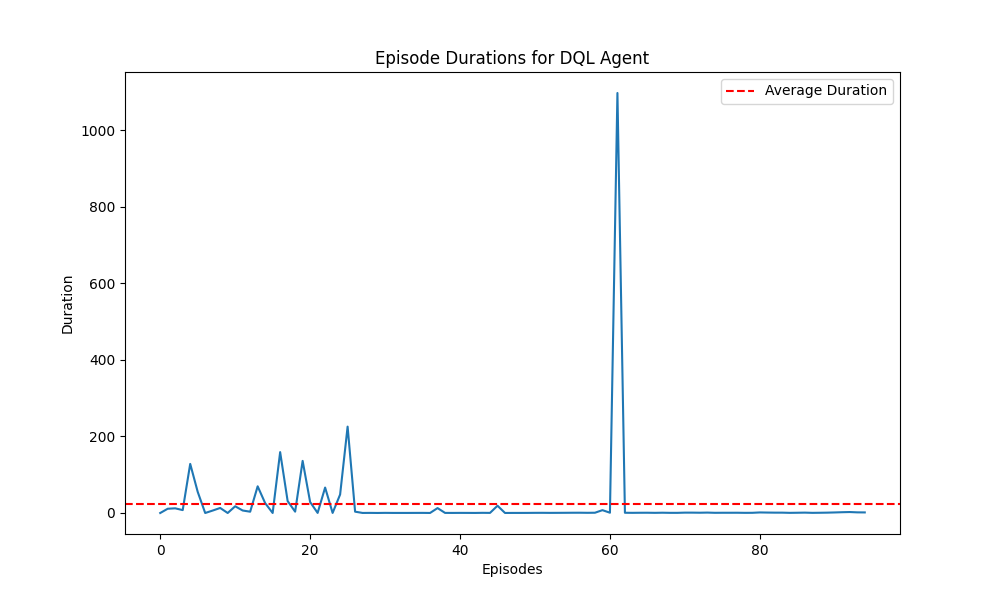 Episode Durations for DQL Agent
Average Duration
1000
800
600
400
200
0
Duration
0 20 40 60 80
Episodes